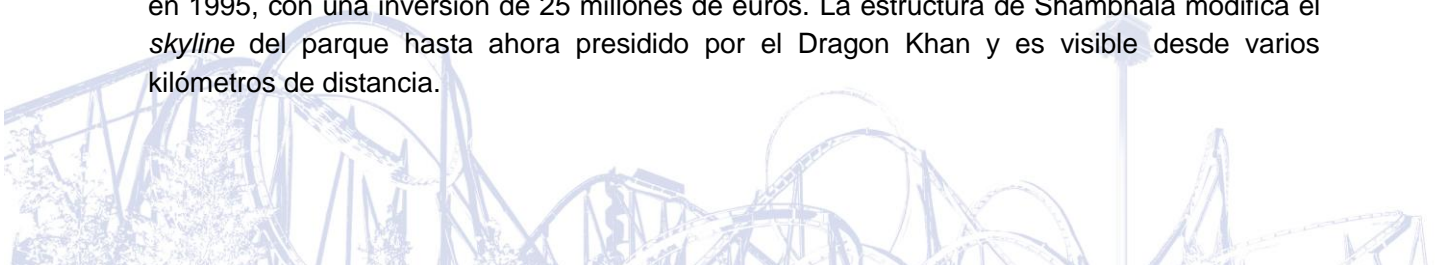 en 1995, con una inversión de 25 millones de euros. La estructura de Shambhala modifica el
skyline del parque hasta ahora presidido por el Dragon Khan y es visible desde varios
kilómetros de distancia.